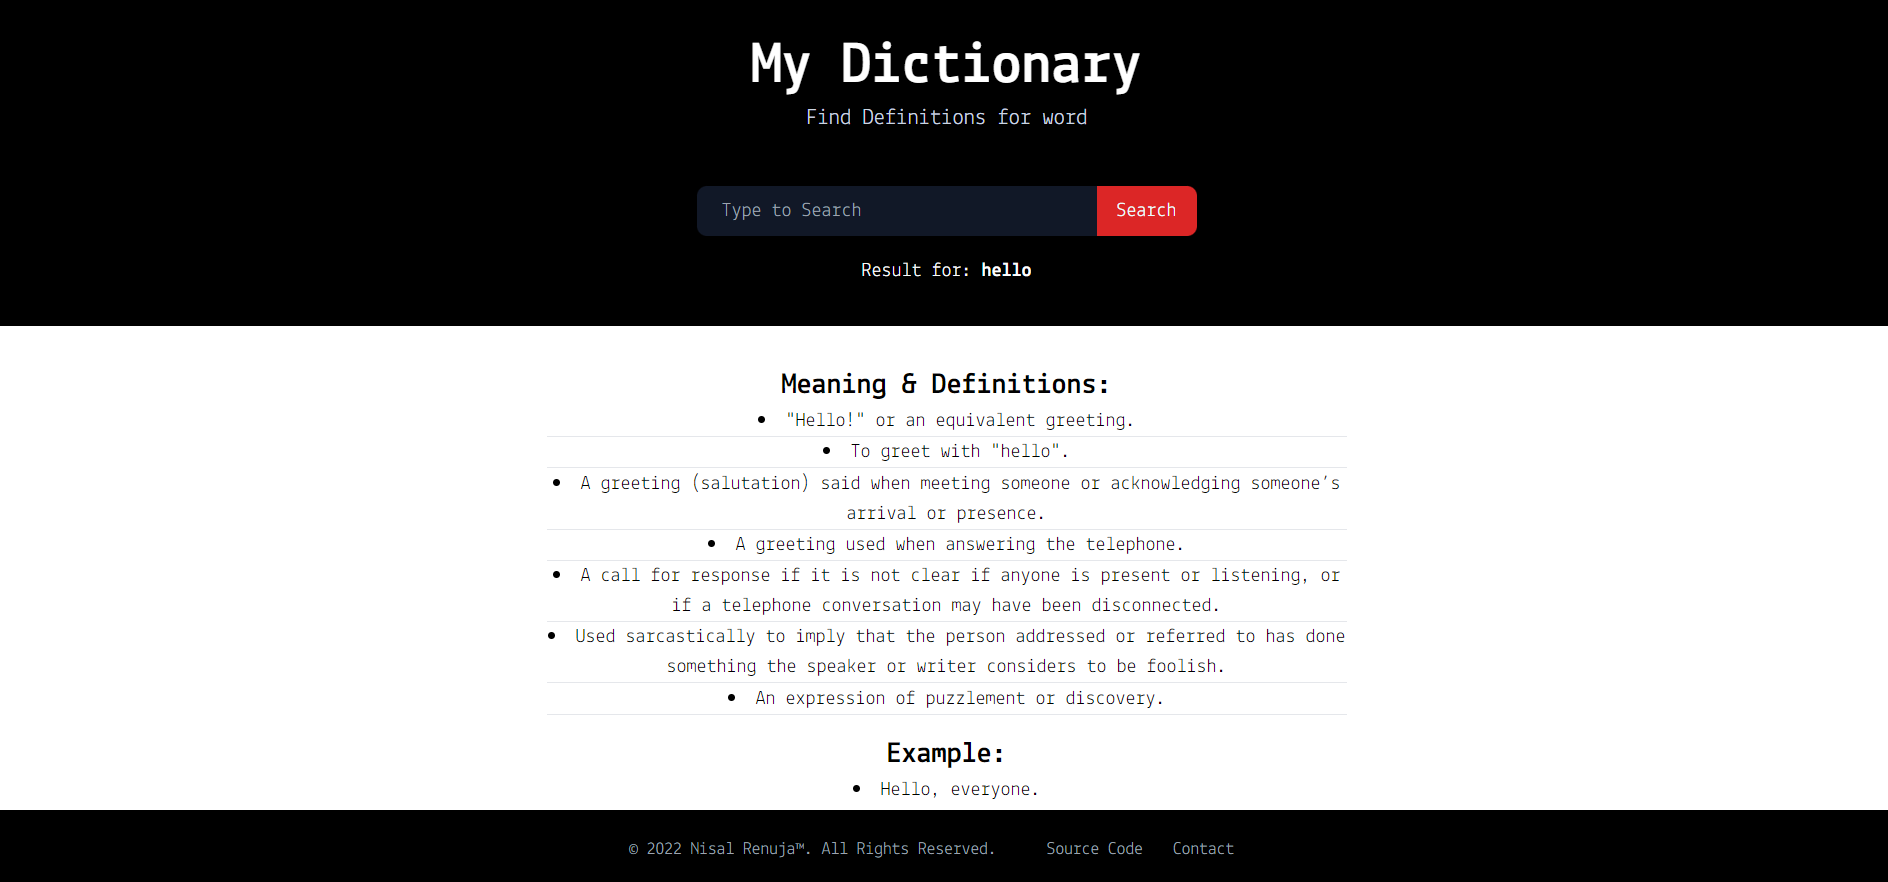 My Dictionary
Find Definitions for word
Type to Search
Search
Result for: hello
Meaning & Definitions:
• "Hello!" or an equivalent greeting.
• To greet with "hello".
• A greeting (salutation) said when meeting someone or acknowledging someone's
arrival or presence.
• A greeting used when answering the telephone.
• A call for response if it is not clear if anyone is present or listening, or
if a telephone conversation may have been disconnected.
• Used sarcastically to imply that the person addressed or referred to has done
something the speaker or writer considers to be foolish.
• An expression of puzzlement or discovery.
Example:
• Hello, everyone.
© 2022 Nisal Renuja™. All Rights Reserved. Source Code Contact